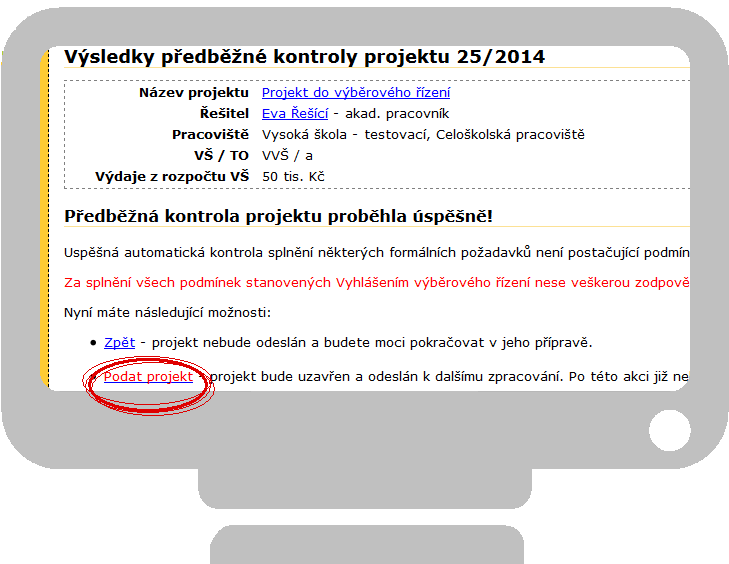 Výsledky předběžné kontroly projektu 25/2014
Název projektu Projekt do výběrového řízení
Řešitel Eva Řešící - akad. pracovník
Pracoviště Vysoká škola - testovací, Celoškolská pracoviště
VŠ / TO VVŠ / a
Výdaje z rozpočtu VŠ 50 tis. Kč
Předběžná kontrola projektu proběhla úspěšně!
Uspěšná automatická kontrola splnění některých formálních požadavků není postačující podmín
Za splnění všech podmínek stanovených Vyhlášením výběrového řízení nese veškerou zodpově
Nyní máte následující možnosti:
• Zpět - projekt nebude odeslán a budete moci pokračovat v jeho přípravě.
• Podat projekt - projekt bude uzavřen a odeslán k dalšímu zpracování. Po této akci již ne